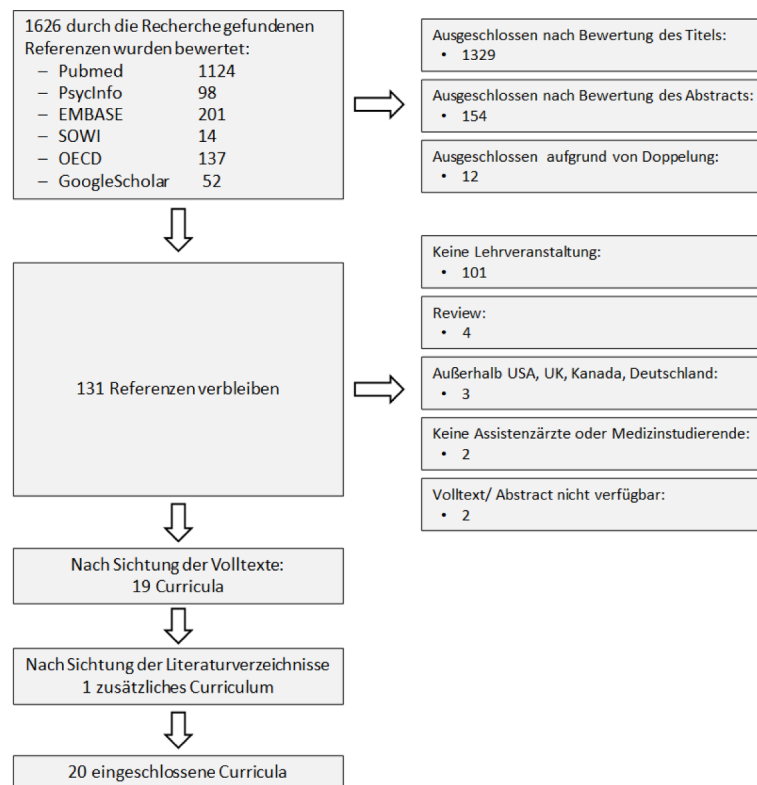 1626 durch die Recherche gefundenen
Referenzen wurden bewertet:
– Pubmed 1124
– PsycInfo 98
– EMBASE 201
– SOWI 14
– OECD 137
– GoogleScholar 52
Ausgeschlossen nach Bewertung des Titels:
• 1329
Ausgeschlossen nach Bewertung des Abstracts:
• 154
Ausgeschlossen aufgrund von Doppelung:
• 12
131 Referenzen verbleiben
Keine Lehrveranstaltung:
• 101
Review:
• 4
Außerhalb USA, UK, Kanada, Deutschland:
• 3
Keine Assistenzärzte oder Medizinstudierende:
• 2
Volltext/ Abstract nicht verfügbar:
• 2
Nach Sichtung der Volltexte:
19 Curricula
Nach Sichtung der Literaturverzeichnisse
1 zusätzliches Curriculum
20 eingeschlossene Curricula